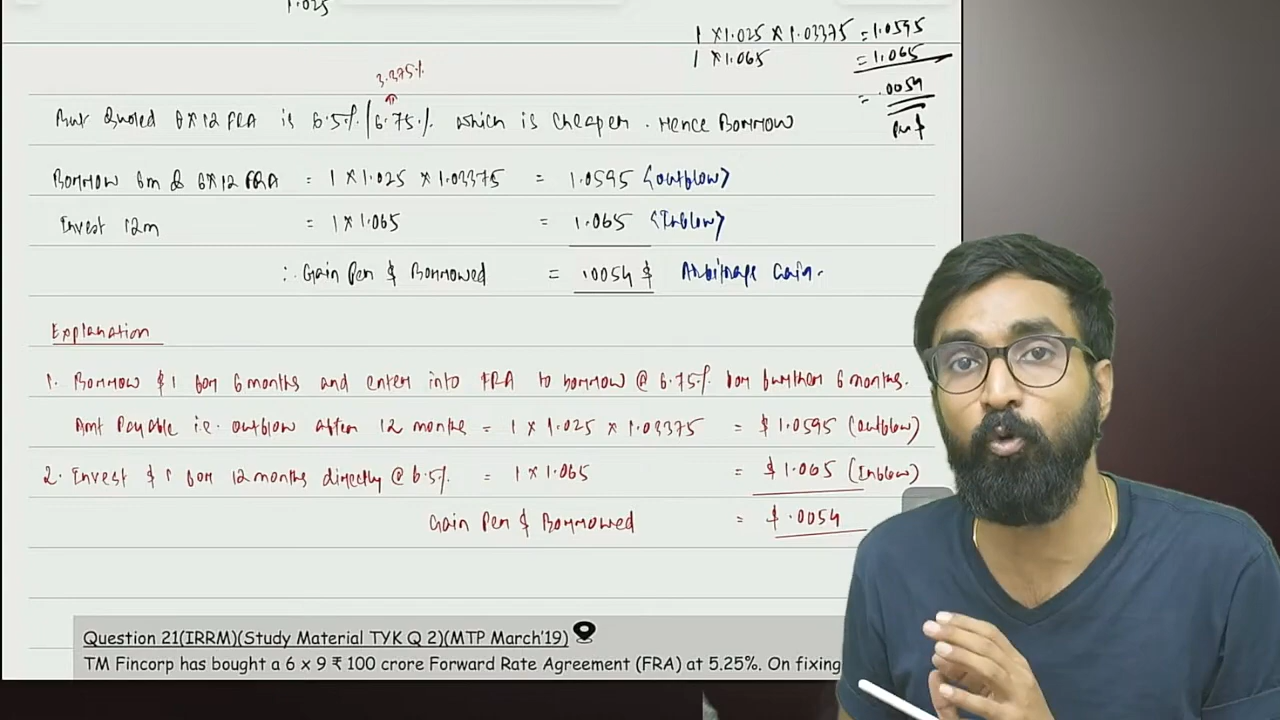 1.025
1 × 1.025 × 1.03375 = 1.0595
1 × 1.065 = 1.065
= .0054
3.375%
But Quoted 6×12 FRA is 6.5% / 6.75% which is cheaper. Hence Borrow
Borrow 6m & 6×12 FRA = 1 × 1.025 × 1.03375 = 1.0595 (outflow)
Invest 12m = 1 × 1.065 = 1.065 (Inflow)
∴ Gain Per $ Borrowed = .0054 $ Arbitrage Gain.
Explanation
1. Borrow $1 for 6 months and enter into FRA to borrow @ 6.75% for further 6 months.
Amt Payable i.e. outflow after 12 months = 1 × 1.025 × 1.03375 = $ 1.0595 (outflow)
2. Invest $ 1 for 12 months directly @ 6.5% = 1 × 1.065 = $ 1.065 (Inflow)
Gain Per $ Borrowed = $ .0054
Question 21(IRRM)(Study Material TYK Q 2)(MTP March'19)
TM Fincorp has bought a 6 x 9 ₹ 100 crore Forward Rate Agreement (FRA) at 5.25%. On fixing